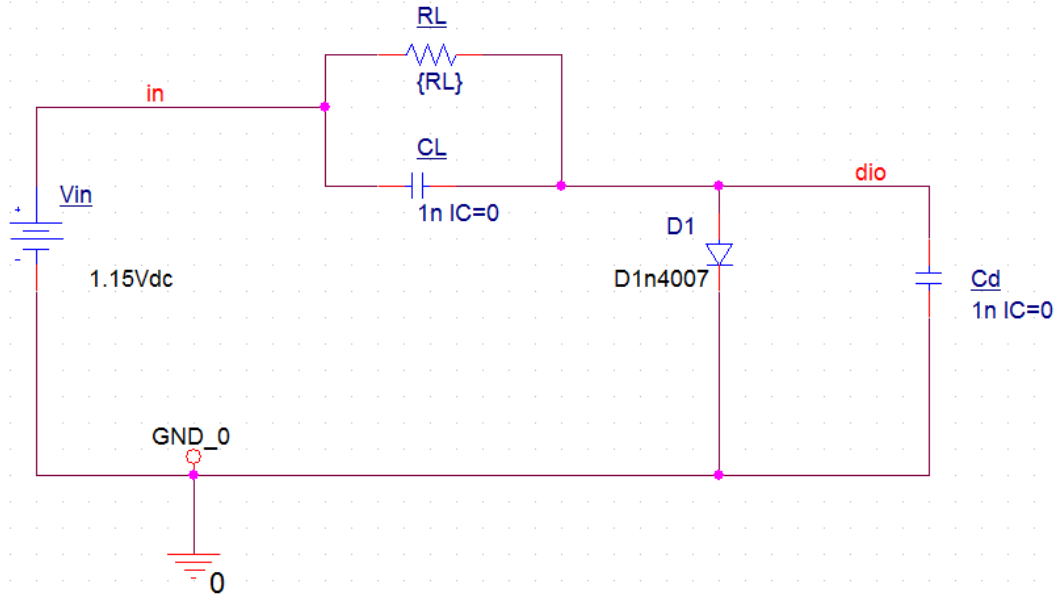 RL
{RL}
in
CL
1n IC=0
dio
Vin
+
-
1.15Vdc
D1
D1n4007
Cd
1n IC=0
GND_0
0